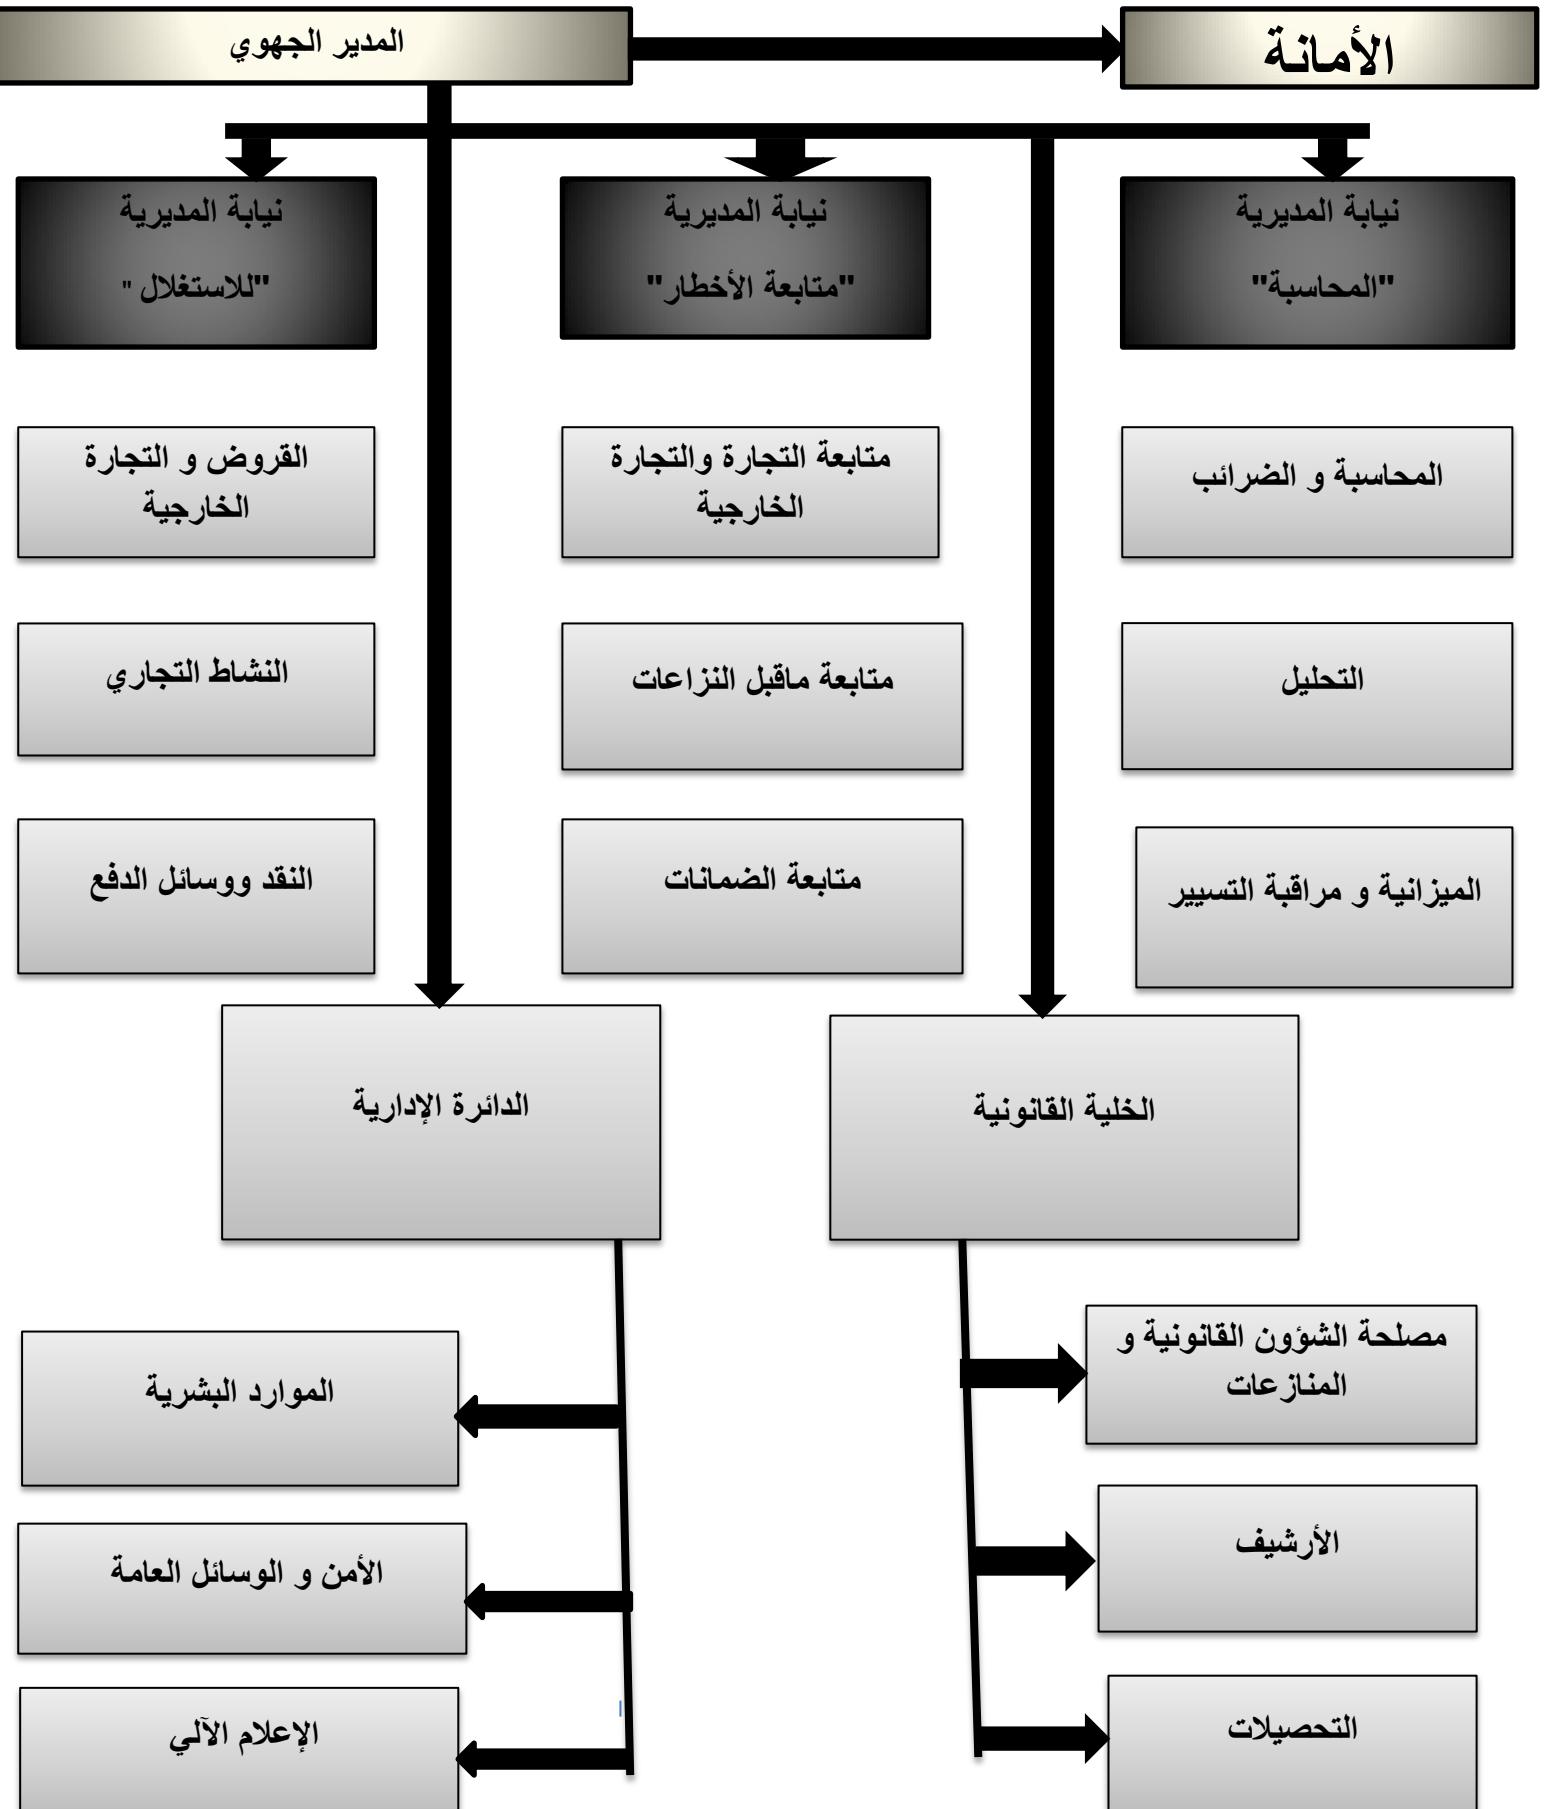 الأمانة
المدير الجهوي
نيابة المديرية
"المحاسبة"
نيابة المديرية
"متابعة الأخطار"
نيابة المديرية
"للاستغلال "
المحاسبة و الضرائب
متابعة التجارة والتجارة
الخارجية
القروض و التجارة
الخارجية
التحليل
متابعة ماقبل النزاعات
النشاط التجاري
الميزانية و مراقبة التسيير
متابعة الضمانات
النقد ووسائل الدفع
الخلية القانونية
الدائرة الإدارية
مصلحة الشؤون القانونية و
المنازعات
الموارد البشرية
الأرشيف
الأمن و الوسائل العامة
التحصيلات
الإعلام الآلي